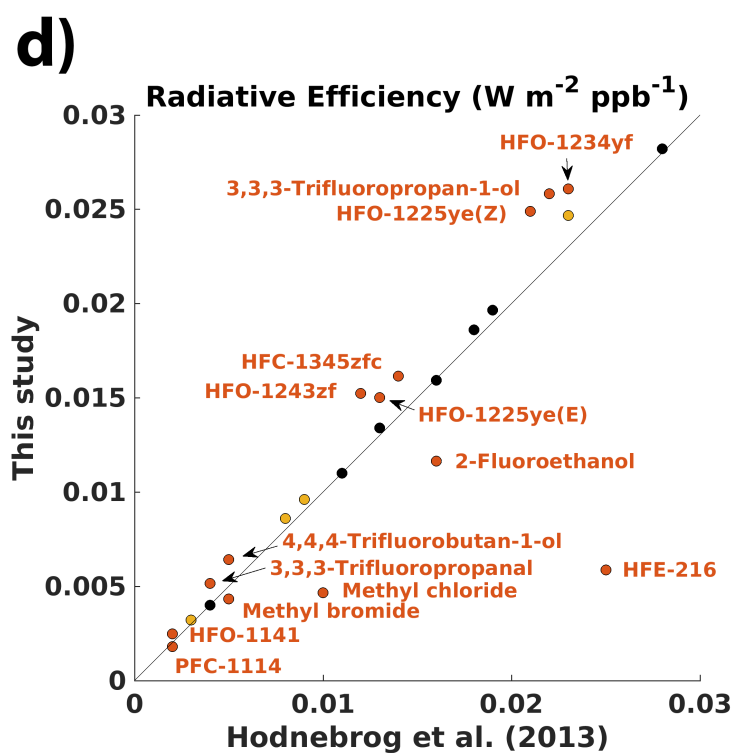 d)
Radiative Efficiency (W m-2 ppb-1)
0.03
HFO-1234yf
3,3,3-Trifluoropropan-1-ol
0.025
HFO-1225ye(Z)
0.02
HFC-1345zfc
HFO-1243zf
0.015
HFO-1225ye(E)
2-Fluoroethanol
0.01
4,4,4-Trifluorobutan-1-ol
3,3,3-Trifluoropropanal
HFE-216
0.005
Methyl chloride
Methyl bromide
HFO-1141
PFC-1114
0
This study
0 0.01 0.02 0.03
Hodnebrog et al. (2013)